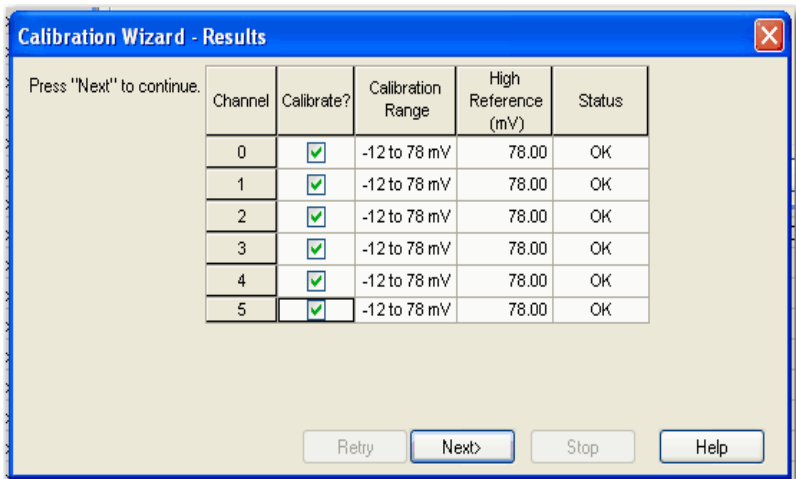 Calibration Wizard - Results
Press "Next" to continue.
Channel Calibrate? Calibration Range High Reference (mV) Status
0 -12 to 78 mV 78.00 OK
1 -12 to 78 mV 78.00 OK
2 -12 to 78 mV 78.00 OK
3 -12 to 78 mV 78.00 OK
4 -12 to 78 mV 78.00 OK
5 -12 to 78 mV 78.00 OK
Retry Next> Stop Help